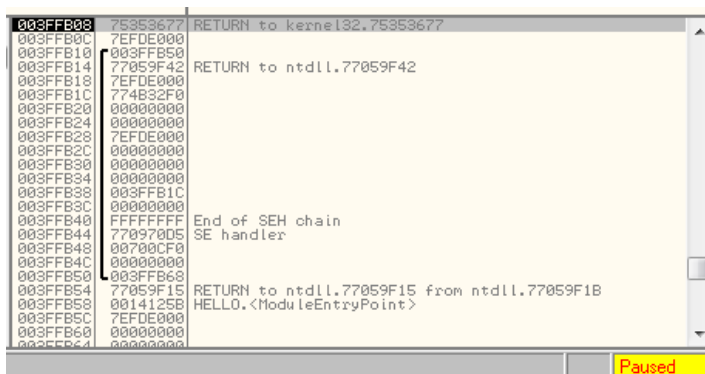 003FFB08 75353677 RETURN to kernel32.75353677
003FFB0C 7EFDE000
003FFB10 003FFB50
003FFB14 77059F42 RETURN to ntdll.77059F42
003FFB18 7EFDE000
003FFB1C 774B32F0
003FFB20 00000000
003FFB24 00000000
003FFB28 7EFDE000
003FFB2C 00000000
003FFB30 00000000
003FFB34 00000000
003FFB38 003FFB1C
003FFB3C 00000000
003FFB40 FFFFFFFF End of SEH chain
003FFB44 770970D5 SE handler
003FFB48 00700CF0
003FFB4C 00000000
003FFB50 003FFB68
003FFB54 77059F15 RETURN to ntdll.77059F15 from ntdll.77059F1B
003FFB58 0014125B HELLO.<ModuleEntryPoint>
003FFB5C 7EFDE000
003FFB60 00000000
003FFB64 00000000
Paused